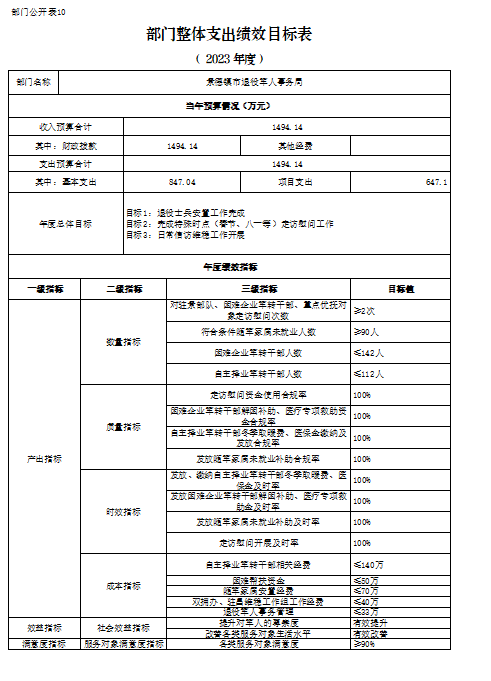 部门公开表10
部门整体支出绩效目标表
（ 2023 年度）
部门名称 景德镇市退役军人事务局
当年预算情况（万元）
收入预算合计 1494.14
其中：财政拨款 1494.14 其他经费
支出预算合计 1494.14
其中：基本支出 847.04 项目支出 647.1
年度总体目标
目标1：退役士兵安置工作完成
目标2：完成特殊时点（春节、八一等）走访慰问工作
目标3：日常信访维稳工作开展
年度绩效指标
一级指标 二级指标 三级指标 目标值
产出指标
数量指标
对驻景部队、困难企业军转干部、重点优抚对
象走访慰问次数 ≥2次
符合条件随军家属未就业人数 ≥90人
困难企业军转干部人数 ≤142人
自主择业军转干部人数 ≤112人
质量指标
走访慰问资金使用合规率 100%
困难企业军转干部解困补助、医疗专项救助资
金合规率 100%
自主择业军转干部冬季取暖费、医保金缴纳及
发放合规率 100%
发放随军家属未就业补助合规率 100%
时效指标
发放、缴纳自主择业军转干部冬季取暖费、医
保金及时率 100%
发放困难企业军转干部解困补助、医疗专项救
助金及时率 100%
发放随军家属未就业补助及时率 100%
走访慰问开展及时率 100%
成本指标
自主择业军转干部相关经费 ≤140万
困难帮扶资金 ≤80万
随军家属安置经费 ≤70万
双拥办、驻昌维稳工作组工作经费 ≤40万
退役军人事务管理 ≤33万
效益指标 社会效益指标
提升对军人的尊崇度 有效提升
改善各类服务对象生活水平 有效改善
满意度指标 服务对象满意度指标 各类服务对象满意度 ≥90%